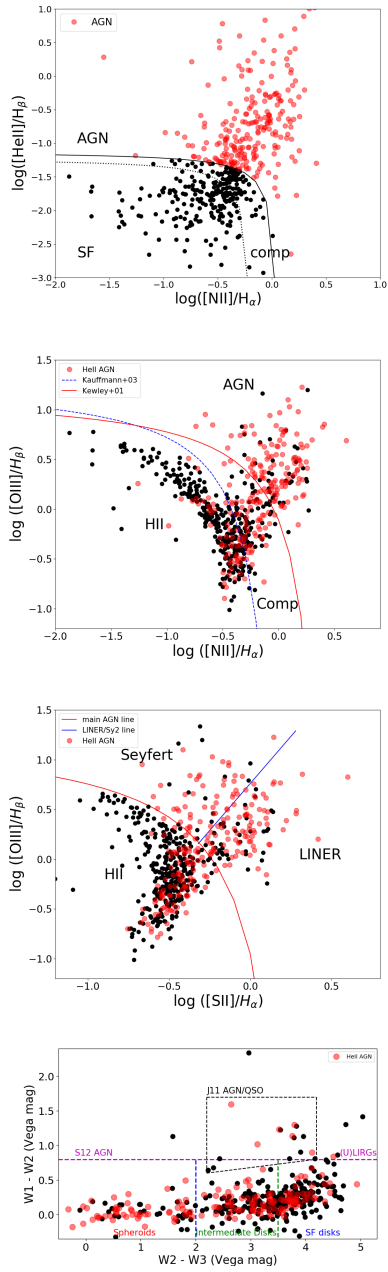 1.0
0.5
0.0
−0.5
−1.0
−1.5
−2.0
−2.5
−3.0
log([HeII]/Hβ)
AGN
AGN
SF
comp
−2.0 −1.5 −1.0 −0.5 0.0 0.5 1.0
log([NII]/Hα)
1.5
1.0
0.5
0.0
−0.5
−1.0
log ([OIII]/Hβ)
HeII AGN
Kauffmann+03
Kewley+01
AGN
HII
Comp
−2.0 −1.5 −1.0 −0.5 0.0 0.5
log ([NII]/Hα)
1.5
1.0
0.5
0.0
−0.5
−1.0
log ([OIII]/Hβ)
main AGN line
LINER/Sy2 line
HeII AGN
Seyfert
HII
LINER
−1.0 −0.5 0.0 0.5
log ([SII]/Hα)
2.0
1.5
1.0
0.5
0.0
W1 - W2 (Vega mag)
HeII AGN
J11 AGN/QSO
S12 AGN
(U)LIRGs
Spheroids Intermediate Disks SF disks
0 1 2 3 4 5
W2 - W3 (Vega mag)